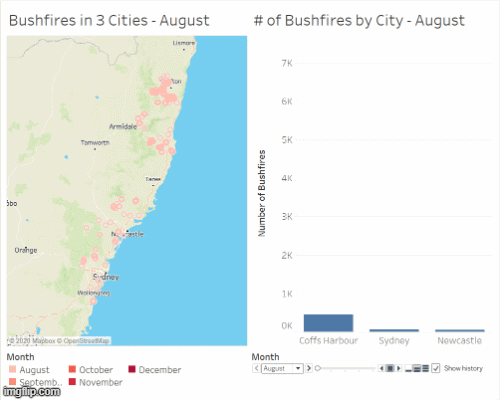 Bushfires in 3 Cities - August
# of Bushfires by City - August
Lismore
Armidale
Tamworth
Orange
Sydney
Wollongong
© 2020 Mapbox © OpenStreetMap
Number of Bushfires
7K
6K
5K
4K
3K
2K
1K
0K
Coffs Harbour
Sydney
Newcastle
Month
August
October
December
Septemb..
November
Month
August
Show history
imgflip.com